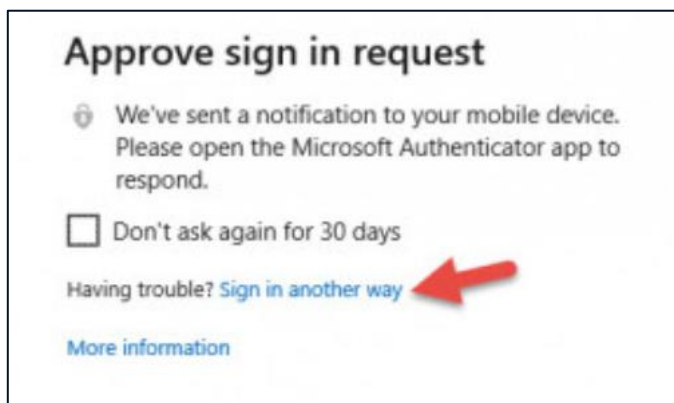 Approve sign in request
We've sent a notification to your mobile device.
Please open the Microsoft Authenticator app to
respond.
Don't ask again for 30 days
Having trouble? Sign in another way
More information